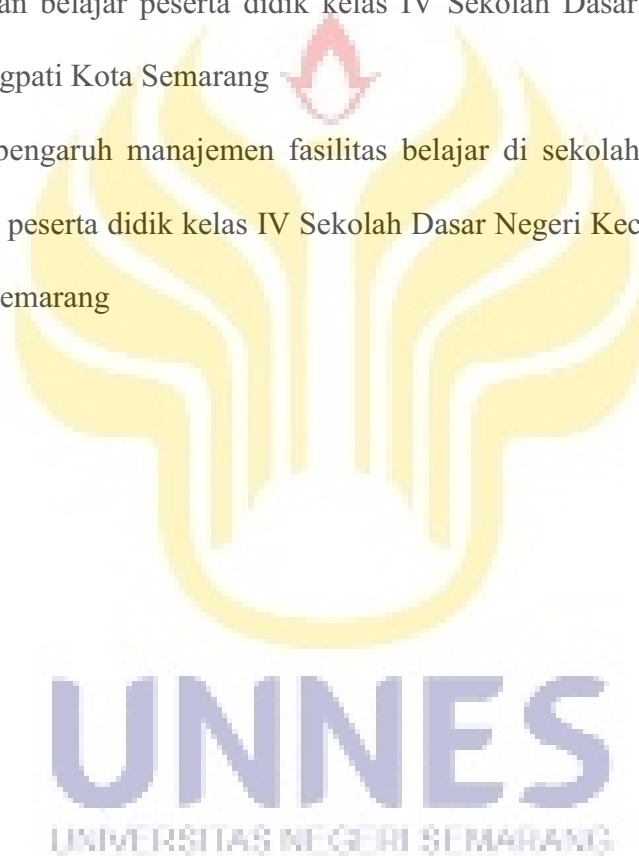 an belajar peserta didik kelas IV Sekolah Dasar
gpati Kota Semarang
pengaruh manajemen fasilitas belajar di sekolah
peserta didik kelas IV Sekolah Dasar Negeri Kec
emarang
UNNES
UNIVERSITAS NEGERI SEMARANG